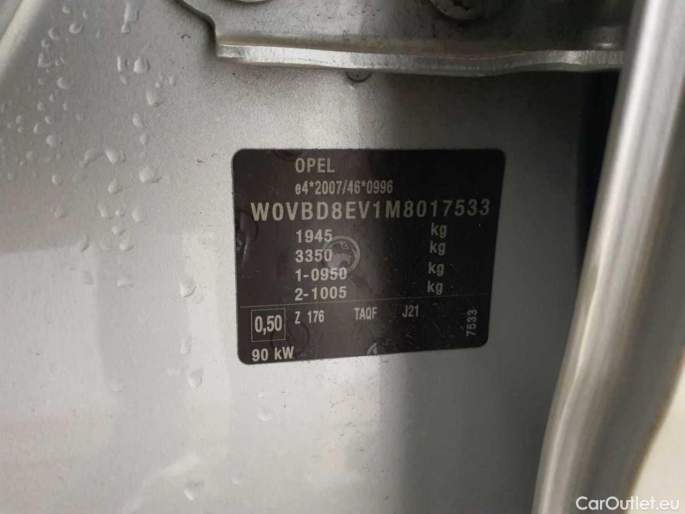 OPEL
e4*2007/46*0996
W0VBD8EV1M8017533
1945 kg
3350 kg
1-0950 kg
2-1005 kg
0,50 Z 176 TAQF J21
7533
90 kW
CarOutlet.eu